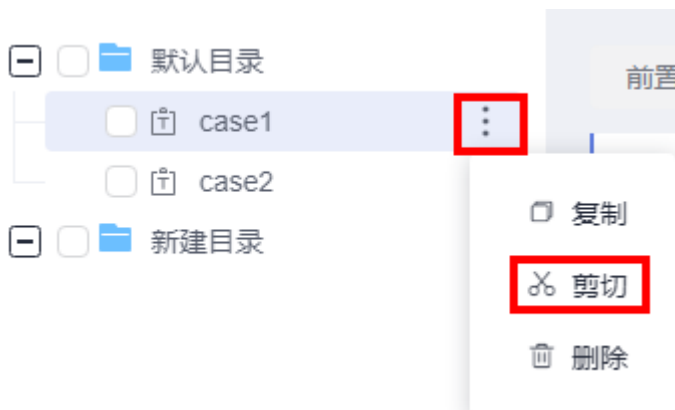 默认目录
前置
case1
case2
复制
新建目录
剪切
删除